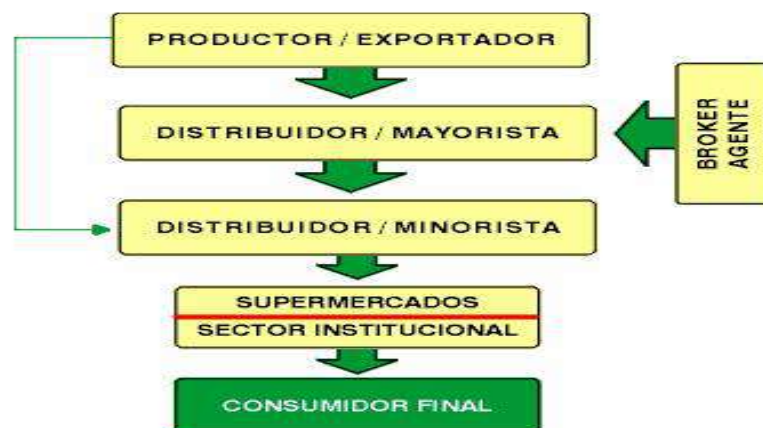 PRODUCTOR / EXPORTADOR
DISTRIBUIDOR / MAYORISTA
BROKER
AGENTE
DISTRIBUIDOR / MINORISTA
SUPERMERCADOS
SECTOR INSTITUCIONAL
CONSUMIDOR FINAL